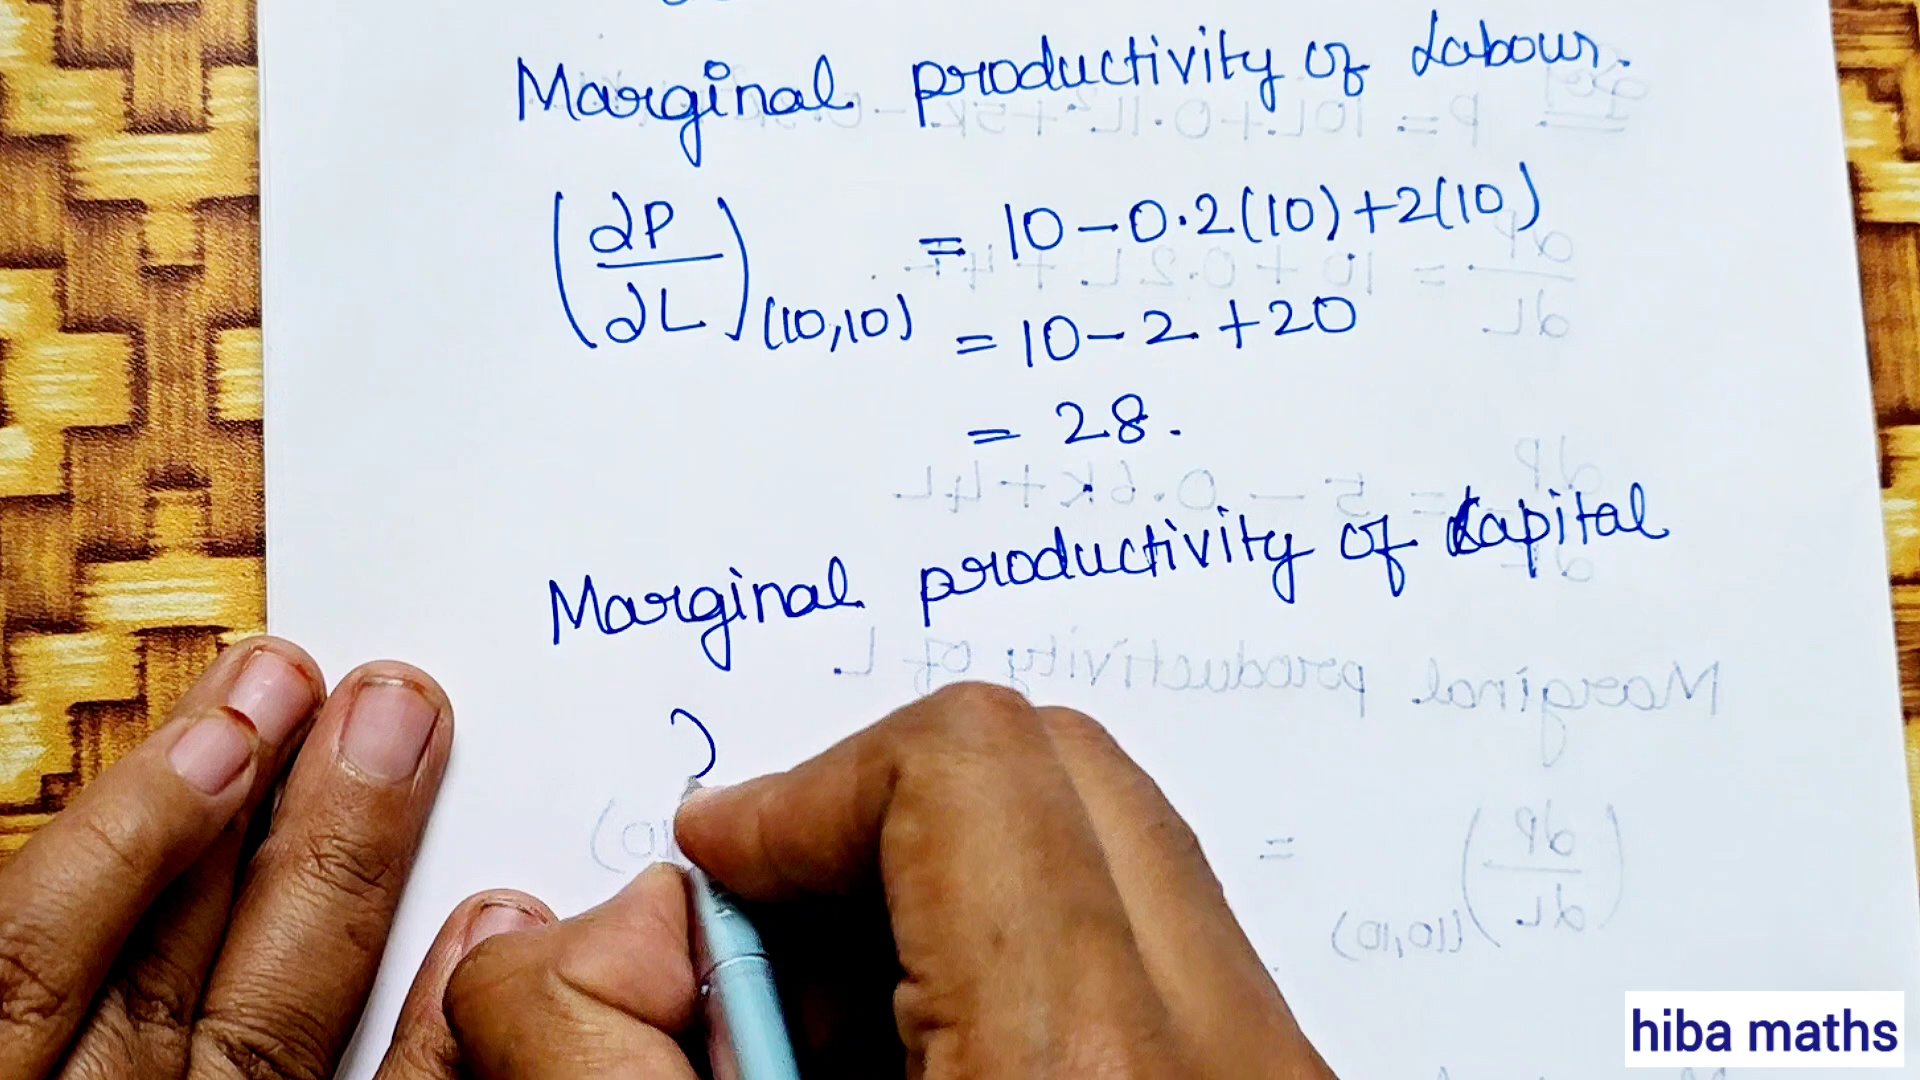 Marginal productivity of Labour.
(∂P/∂L)(10,10) = 10-0.2(10)+2(10)
= 10-2+20
= 28.
Marginal productivity of Capital
hiba maths